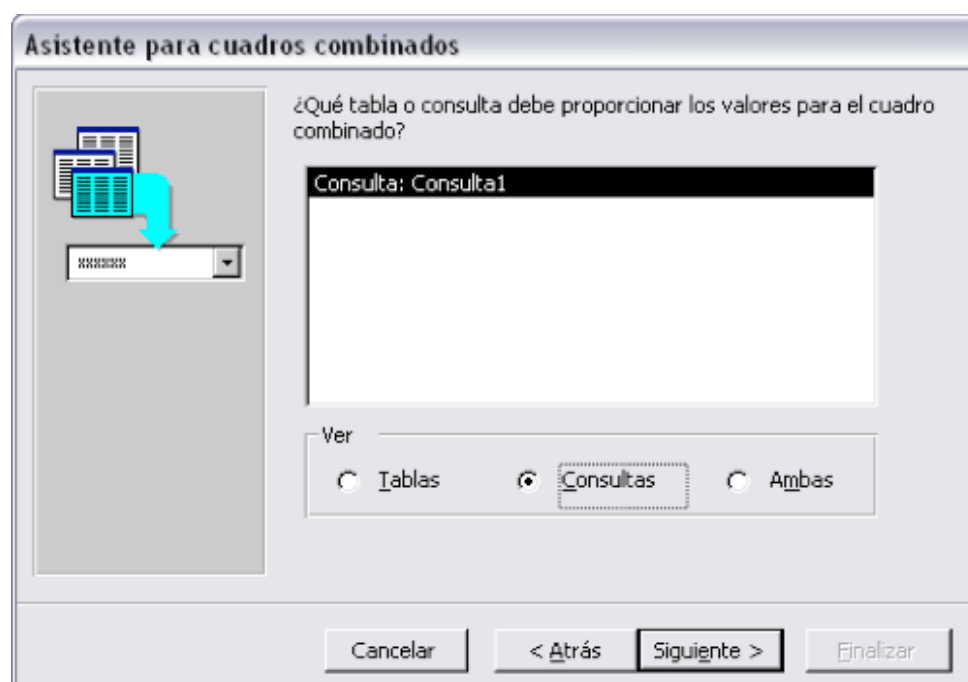 Asistente para cuadros combinados
¿Qué tabla o consulta debe proporcionar los valores para el cuadro
combinado?
Consulta: Consulta1
xxxxxx
Ver
Tablas
Consultas
Ambas
Cancelar
< Atrás
Siguiente >
Finalizar